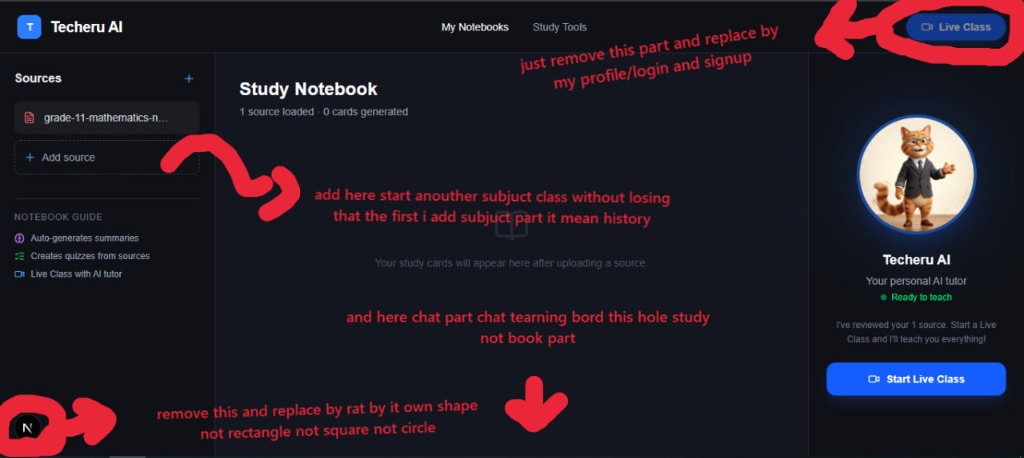 T Techeru AI
My Notebooks
Study Tools
Live Class
just remove this part and replace by
my profile/login and signup
Sources +
grade-11-mathematics-n...
+ Add source
Study Notebook
1 source loaded · 0 cards generated
add here start anouther subjuct class without losing
that the first i add subjuct part it mean history
NOTEBOOK GUIDE
Auto-generates summaries
Creates quizzes from sources
Live Class with AI tutor
Your study cards will appear here after uploading a source.
and here chat part chat tearning bord this hole study
not book part
Techeru AI
Your personal AI tutor
Ready to teach
I've reviewed your 1 source. Start a Live
Class and I'll teach you everything!
Start Live Class
remove this and replace by rat by it own shape
not rectangle not square not circle
N